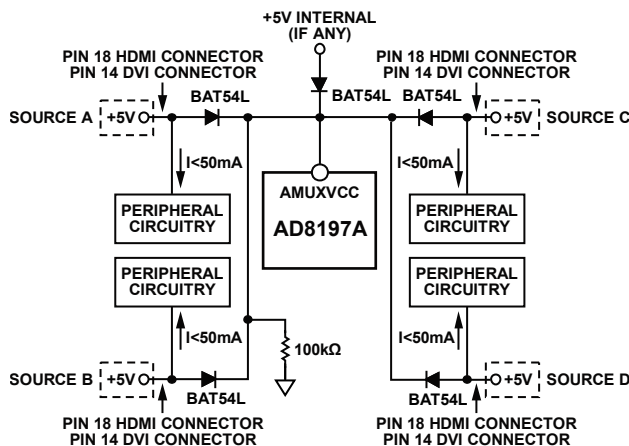 +5V INTERNAL
(IF ANY)
PIN 18 HDMI CONNECTOR
PIN 14 DVI CONNECTOR
PIN 18 HDMI CONNECTOR
PIN 14 DVI CONNECTOR
BAT54L
BAT54L
BAT54L
SOURCE A
+5V
+5V
SOURCE C
I<50mA
I<50mA
PERIPHERAL
CIRCUITRY
AMUXVCC
AD8197A
PERIPHERAL
CIRCUITRY
PERIPHERAL
CIRCUITRY
PERIPHERAL
CIRCUITRY
I<50mA
I<50mA
100kΩ
SOURCE B
+5V
+5V
SOURCE D
BAT54L
BAT54L
PIN 18 HDMI CONNECTOR
PIN 14 DVI CONNECTOR
PIN 18 HDMI CONNECTOR
PIN 14 DVI CONNECTOR